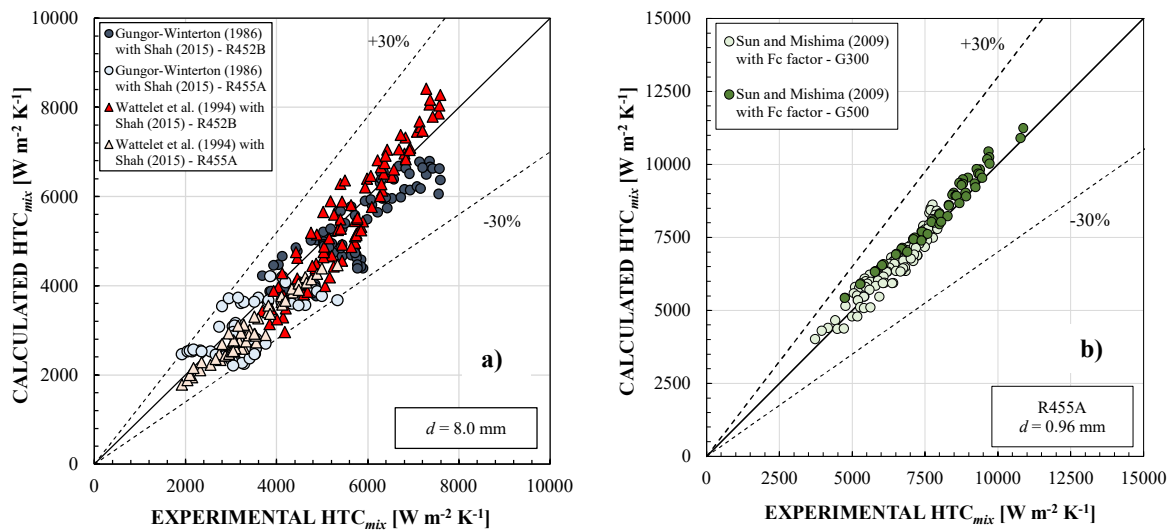 CALCULATED HTCmix [W m-2 K-1]
10000
8000
6000
4000
2000
0
Gungor-Winterton (1986)
with Shah (2015) - R452B
Gungor-Winterton (1986)
with Shah (2015) - R455A
Wattelet et al. (1994) with
Shah (2015) - R452B
Wattelet et al. (1994) with
Shah (2015) - R455A
+30%
-30%
a)
d = 8.0 mm
0 2000 4000 6000 8000 10000
EXPERIMENTAL HTCmix [W m-2 K-1]
CALCULATED HTCmix [W m-2 K-1]
15000
12500
10000
7500
5000
2500
0
Sun and Mishima (2009)
with Fc factor - G300
Sun and Mishima (2009)
with Fc factor - G500
+30%
-30%
b)
R455A
d = 0.96 mm
0 2500 5000 7500 10000 12500 15000
EXPERIMENTAL HTCmix [W m-2 K-1]